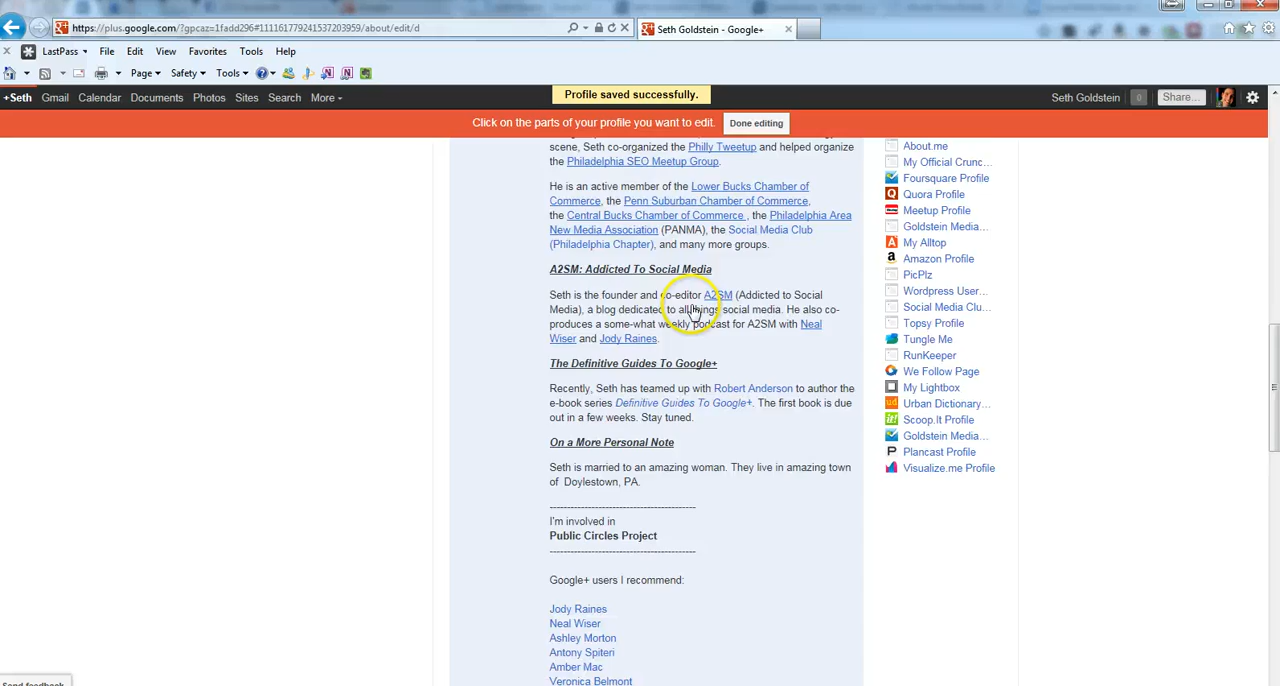 https://plus.google.com/?gpcaz=1fadd296#111161779241537203959/about/edit/d
Seth Goldstein - Google+
LastPass File Edit View Favorites Tools Help
Page Safety Tools
+Seth Gmail Calendar Documents Photos Sites Search More
Profile saved successfully.
Seth Goldstein 0 Share...
Click on the parts of your profile you want to edit. Done editing
scene, Seth co-organized the Philly Tweetup and helped organize
the Philadelphia SEO Meetup Group.
He is an active member of the Lower Bucks Chamber of
Commerce, the Penn Suburban Chamber of Commerce,
the Central Bucks Chamber of Commerce , the Philadelphia Area
New Media Association (PANMA), the Social Media Club
(Philadelphia Chapter), and many more groups.
A2SM: Addicted To Social Media
Seth is the founder and co-editor A2SM (Addicted to Social
Media), a blog dedicated to all things social media. He also co-
produces a some-what weekly podcast for A2SM with Neal
Wiser and Jody Raines.
The Definitive Guides To Google+
Recently, Seth has teamed up with Robert Anderson to author the
e-book series Definitive Guides To Google+. The first book is due
out in a few weeks. Stay tuned.
On a More Personal Note
Seth is married to an amazing woman. They live in amazing town
of Doylestown, PA.
----------------------------------------
I'm involved in
Public Circles Project
----------------------------------------
Google+ users I recommend:
Jody Raines
Neal Wiser
Ashley Morton
Antony Spiteri
Amber Mac
Veronica Belmont
About.me
My Official Crunc...
Foursquare Profile
Quora Profile
Meetup Profile
Goldstein Media...
My Alltop
Amazon Profile
PicPlz
Wordpress User...
Social Media Clu...
Topsy Profile
Tungle Me
RunKeeper
We Follow Page
My Lightbox
Urban Dictionary...
Scoop.It Profile
Goldstein Media...
Plancast Profile
Visualize.me Profile
Send feedback